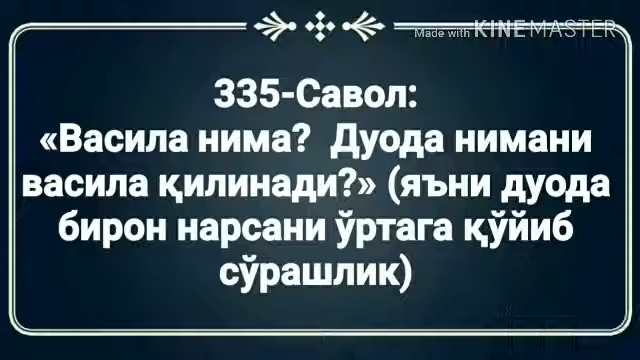 Made with KINEMASTER
335-Савол:
«Васила нима? Дуода нимани
васила қилинади?» (яъни дуода
бирон нарсани ўртага қўйиб
сўрашлик)